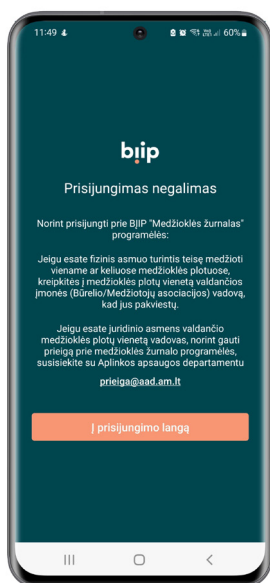 11:49
60%
bįip
Prisijungimas negalimas
Norint prisijungti prie BĮIP "Medžioklės žurnalas"
programėlės:
Jeigu esate fizinis asmuo turintis teisę medžioti
viename ar keliuose medžioklės plotuose,
kreipkitės į medžioklės plotų vienetą valdančios
įmonės (Būrelio/Medžiotojų asociacijos) vadovą,
kad jus pakviestų.
Jeigu esate juridinio asmens valdančio
medžioklės plotų vienetą vadovas, norint gauti
prieigą prie medžioklės žurnalo programėlės,
susisiekite su Aplinkos apsaugos departamentu
prieiga@aad.am.lt
Į prisijungimo langą